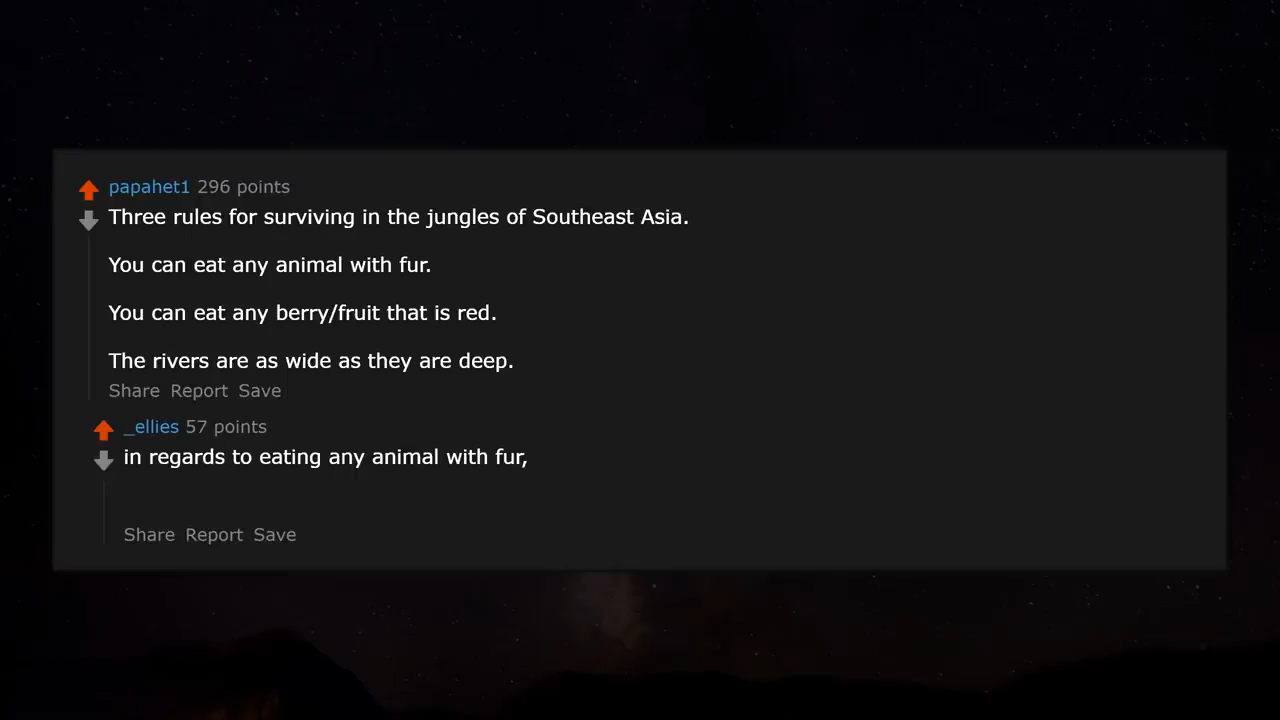 papahet1 296 points
Three rules for surviving in the jungles of Southeast Asia.
You can eat any animal with fur.
You can eat any berry/fruit that is red.
The rivers are as wide as they are deep.
Share Report Save
_ellies 57 points
in regards to eating any animal with fur,
Share Report Save